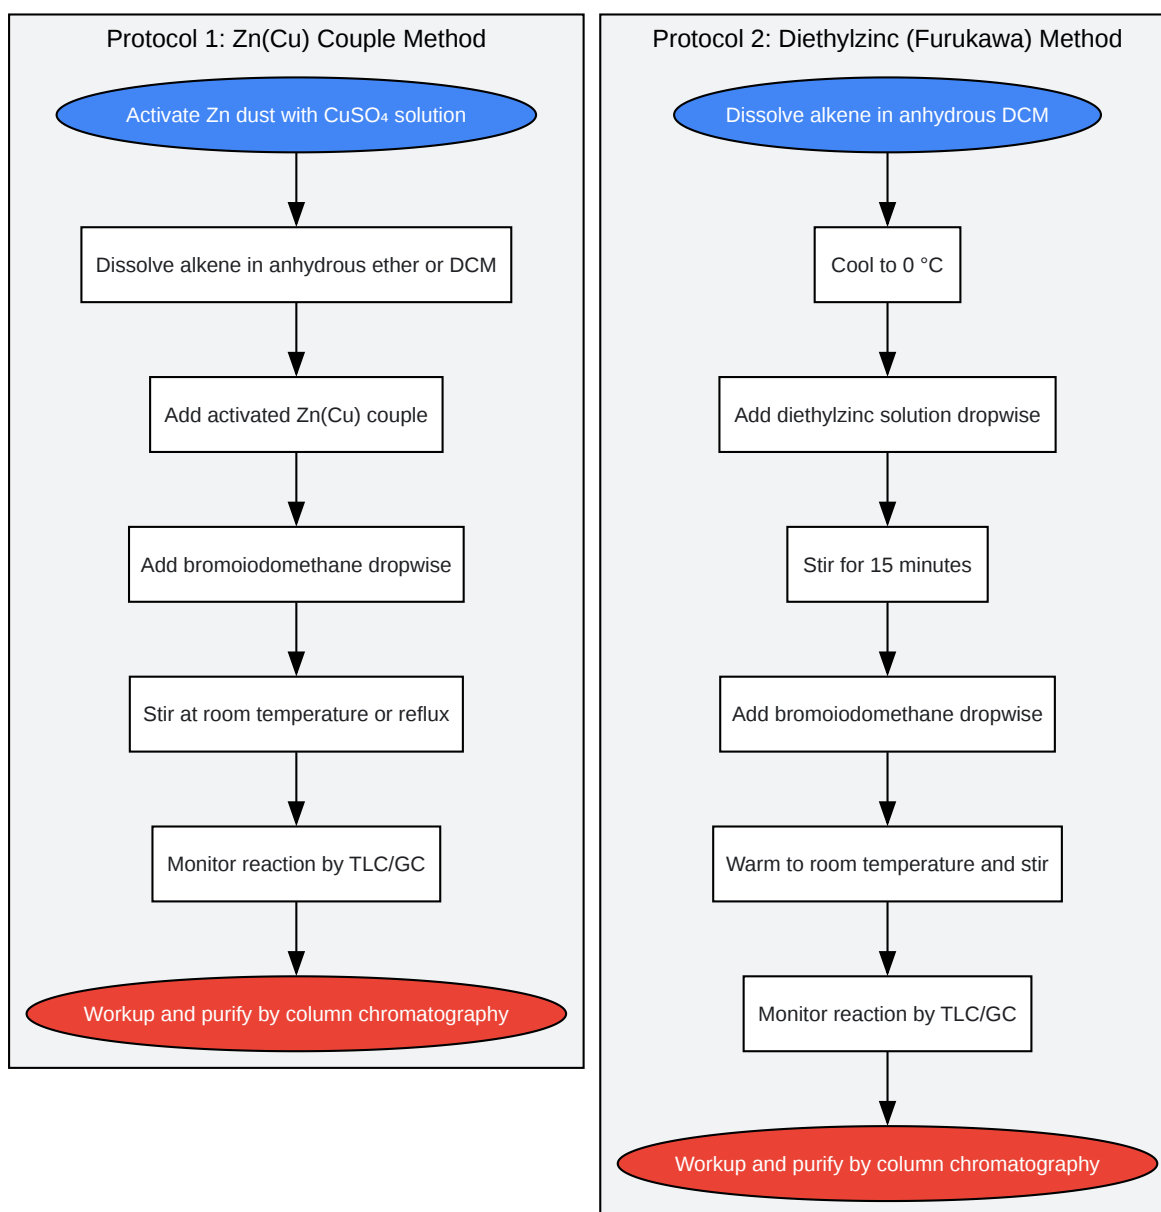 Protocol 1: Zn(Cu) Couple Method
Activate Zn dust with CuSO₄ solution
Dissolve alkene in anhydrous ether or DCM
Add activated Zn(Cu) couple
Add bromoiodomethane dropwise
Stir at room temperature or reflux
Monitor reaction by TLC/GC
Workup and purify by column chromatography
Protocol 2: Diethylzinc (Furukawa) Method
Dissolve alkene in anhydrous DCM
Cool to 0 °C
Add diethylzinc solution dropwise
Stir for 15 minutes
Add bromoiodomethane dropwise
Warm to room temperature and stir
Monitor reaction by TLC/GC
Workup and purify by column chromatography